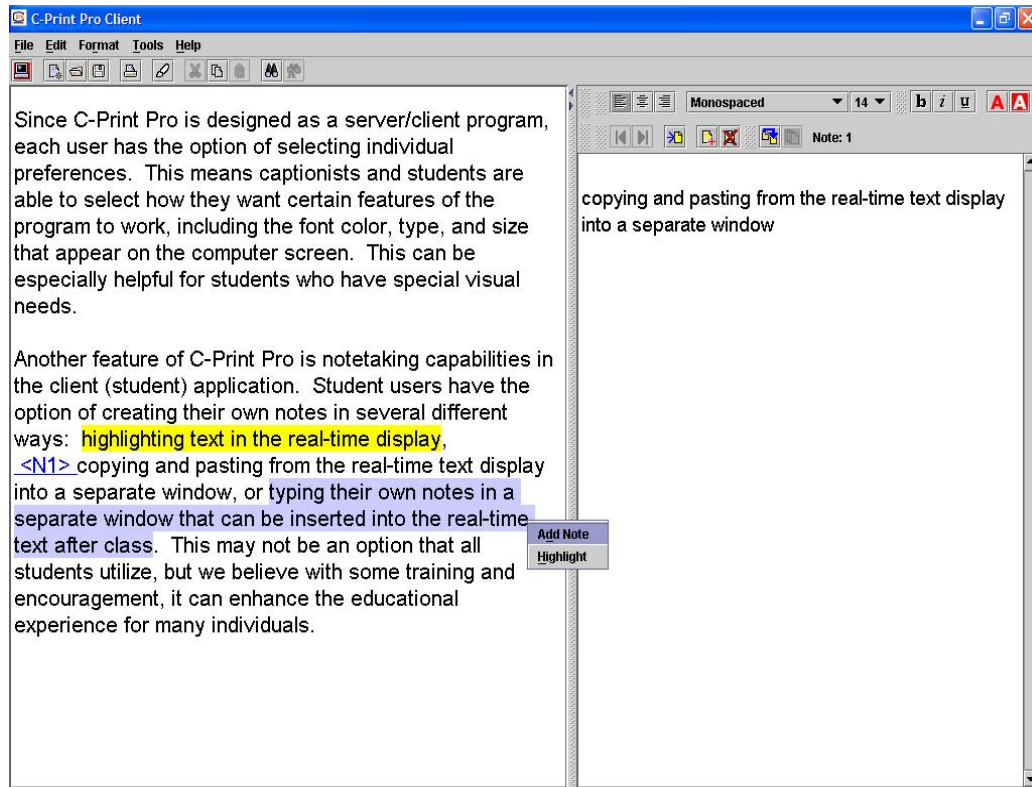 C-Print Pro Client
File Edit Format Tools Help
Monospaced 14 b i u A A
Note: 1
Since C-Print Pro is designed as a server/client program,
each user has the option of selecting individual
preferences. This means captionists and students are
able to select how they want certain features of the
program to work, including the font color, type, and size
that appear on the computer screen. This can be
especially helpful for students who have special visual
needs.
Another feature of C-Print Pro is notetaking capabilities in
the client (student) application. Student users have the
option of creating their own notes in several different
ways: highlighting text in the real-time display,
<N1> copying and pasting from the real-time text display
into a separate window, or typing their own notes in a
separate window that can be inserted into the real-time
text after class. This may not be an option that all
students utilize, but we believe with some training and
encouragement, it can enhance the educational
experience for many individuals.
Add Note
Highlight
copying and pasting from the real-time text display
into a separate window